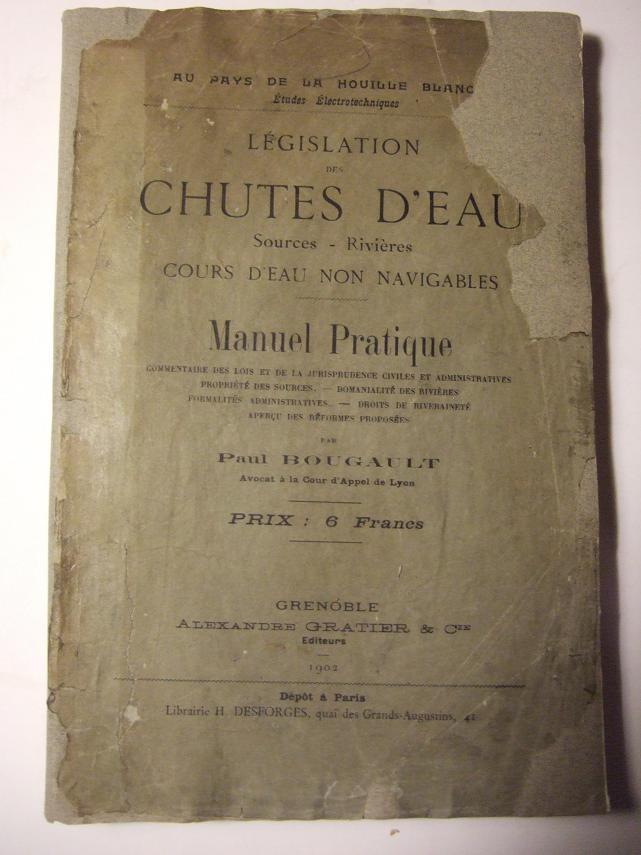 AU PAYS DE LA HOUILLE BLANC
Études Électrotechniques
LÉGISLATION
DES
CHUTES D'EAU
Sources - Rivières
COURS D'EAU NON NAVIGABLES
Manuel Pratique
COMMENTAIRE DES LOIS ET DE LA JURISPRUDENCE CIVILES ET ADMINISTRATIVES
PROPRIÉTÉ DES SOURCES. — DOMANIALITÉ DES RIVIÈRES
FORMALITÉS ADMINISTRATIVES. — DROITS DE RIVERAINETÉ
APERÇU DES RÉFORMES PROPOSÉES
PAR
Paul BOUGAULT
Avocat à la Cour d'Appel de Lyon
PRIX : 6 Francs
GRENOBLE
ALEXANDRE GRATIER & CIE
Editeurs
1902
Dépôt à Paris
Librairie H. DESFORGES, quai des Grands-Augustins, 41